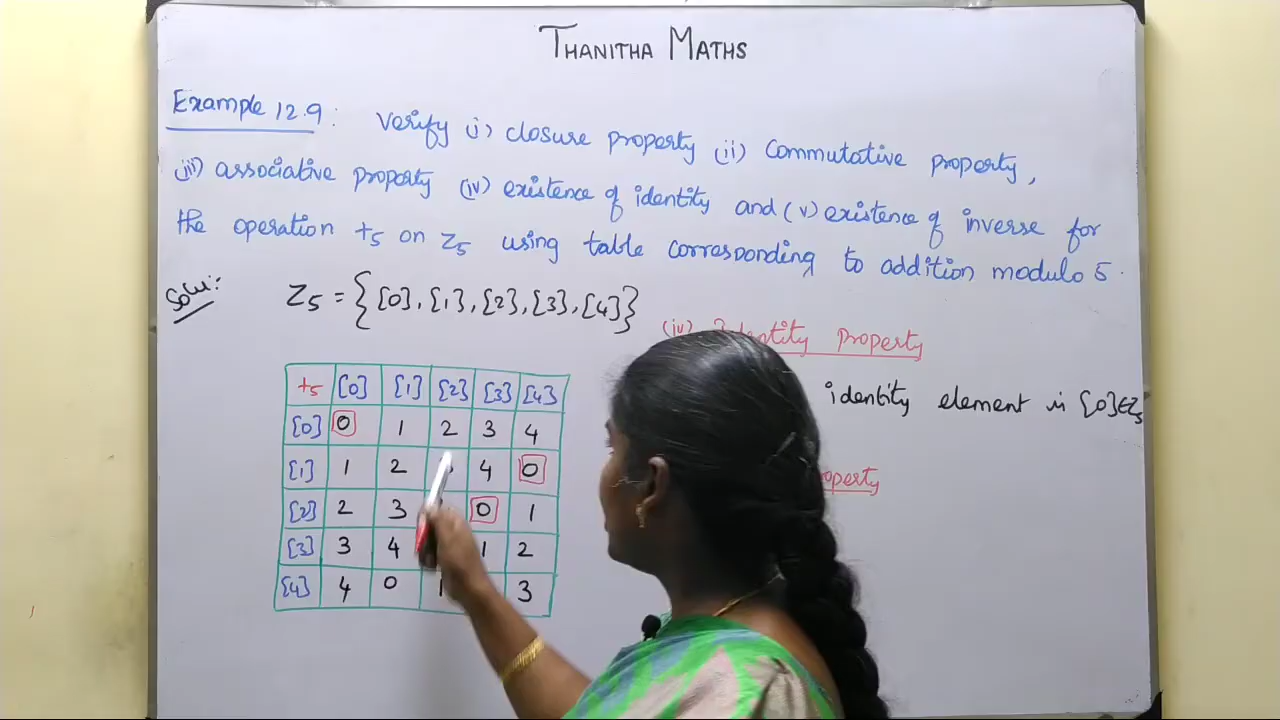 THANITHA MATHS
Example 12.9: Verify (i) closure property (ii) commutative property,
(iii) associative property (iv) existence of identity and (v) existence of inverse for
the operation +₅ on Z₅ using table corresponding to addition modulo 5.
Soln:
Z₅ = {[0], [1], [2], [3], [4]}
(iv) Identity Property
identity element is [0]∈Z₅
property
+₅ [0] [1] [2] [3] [4]
[0] 0 1 2 3 4
[1] 1 2 4 0
[2] 2 3 0 1
[3] 3 4 1 2
[4] 4 0 1 3